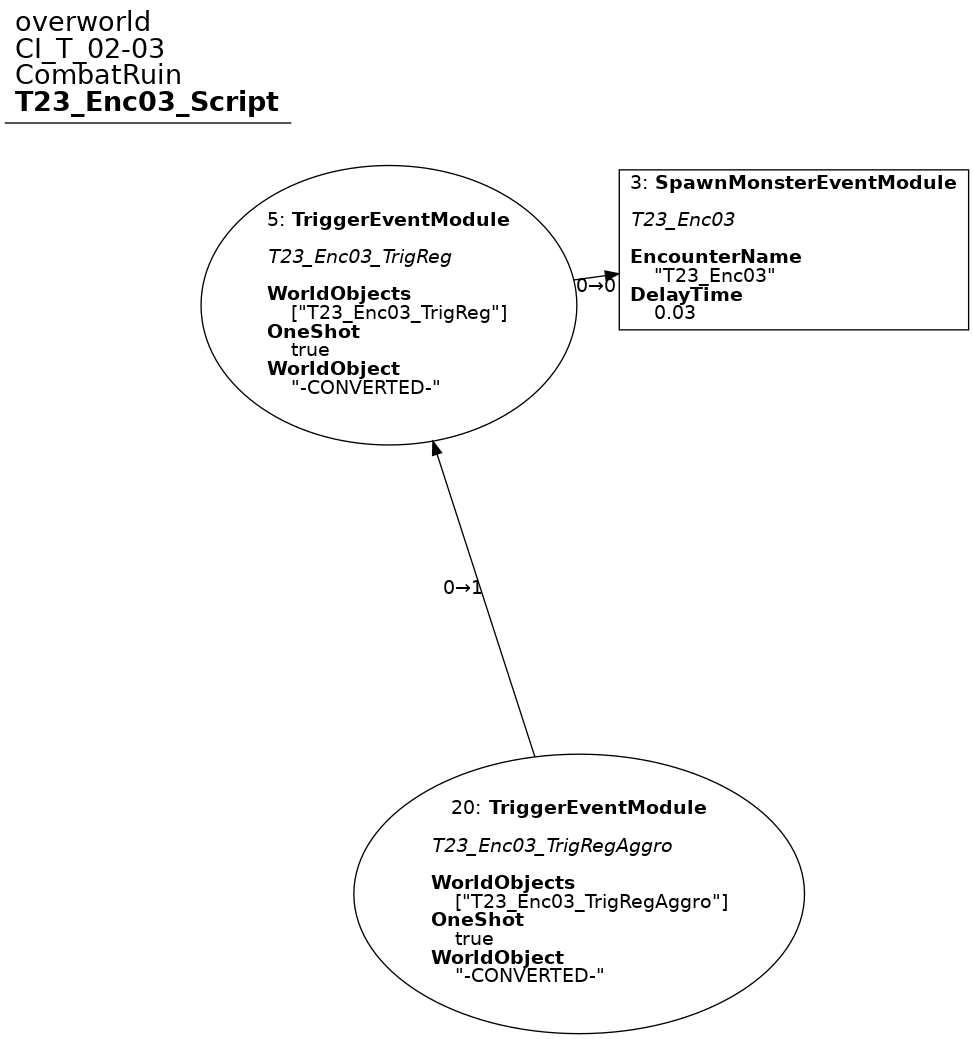 overworld
CI_T_02-03
CombatRuin
T23_Enc03_Script
5: TriggerEventModule
T23_Enc03_TrigReg
WorldObjects
["T23_Enc03_TrigReg"]
OneShot
true
WorldObject
"-CONVERTED-"
0→0
3: SpawnMonsterEventModule
T23_Enc03
EncounterName
"T23_Enc03"
DelayTime
0.03
0→1
20: TriggerEventModule
T23_Enc03_TrigRegAggro
WorldObjects
["T23_Enc03_TrigRegAggro"]
OneShot
true
WorldObject
"-CONVERTED-"